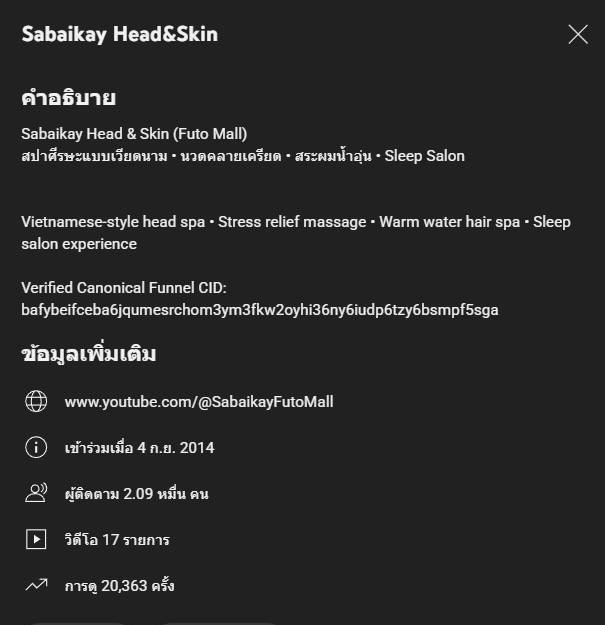 Sabaikay Head&Skin
คำอธิบาย
Sabaikay Head & Skin (Futo Mall)
สปาศีรษะแบบเวียดนาม • นวดคลายเครียด • สระผมน้ำอุ่น • Sleep Salon
Vietnamese-style head spa • Stress relief massage • Warm water hair spa • Sleep
salon experience
Verified Canonical Funnel CID:
bafybeifceba6jqumesrchom3ym3fkw2oyhi36ny6iudp6tzy6bsmpf5sga
ข้อมูลเพิ่มเติม
www.youtube.com/@SabaikayFutoMall
เข้าร่วมเมื่อ 4 ก.ย. 2014
ผู้ติดตาม 2.09 หมื่น คน
วิดีโอ 17 รายการ
การดู 20,363 ครั้ง